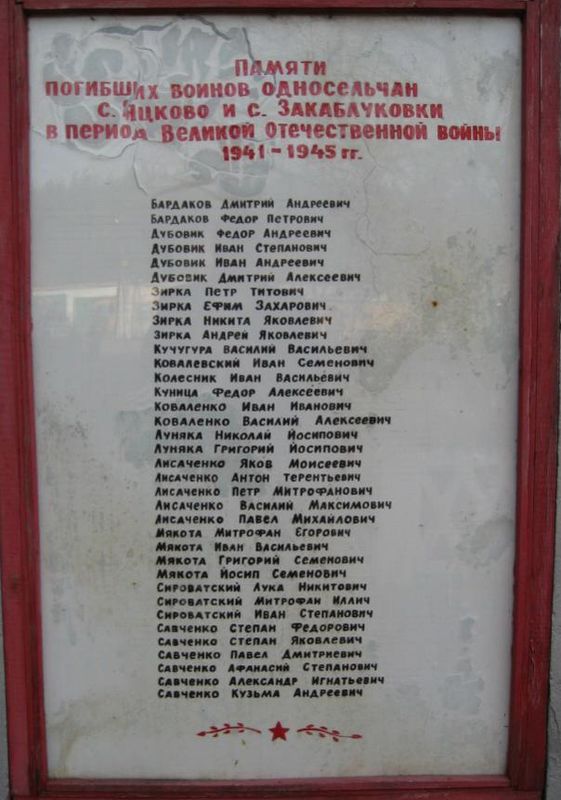 Памяти
погибших воинов односельчан
с. Яцково и с. Закаблуковки
в период Великой Отечественной войны
1941-1945 гг.
Бардаков Дмитрий Андреевич
Бардаков Федор Петрович
Дубовик Федор Андреевич
Дубовик Иван Степанович
Дубовик Иван Андреевич
Дубовик Дмитрий Алексеевич
Зирка Петр Титович
Зирка Ефим Захарович
Зирка Никита Яковлевич
Зирка Андрей Яковлевич
Кучугура Василий Васильевич
Ковалевский Иван Семенович
Колесник Иван Васильевич
Куница Федор Алексеевич
Коваленко Иван Иванович
Коваленко Василий Алексеевич
Луняка Николай Йосипович
Луняка Григорий Йосипович
Лисаченко Яков Моисеевич
Лисаченко Антон Терентьевич
Лисаченко Петр Митрофанович
Лисаченко Василий Максимович
Лисаченко Павел Михайлович
Мякота Митрофан Егорович
Мякота Иван Васильевич
Мякота Григорий Семенович
Мякота Йосип Семенович
Сироватский Лука Никитович
Сироватский Митрофан Иллич
Сироватский Иван Степанович
Савченко Степан Федорович
Савченко Степан Яковлевич
Савченко Павел Дмитриевич
Савченко Афанасий Степанович
Савченко Александр Игнатьевич
Савченко Кузьма Андреевич